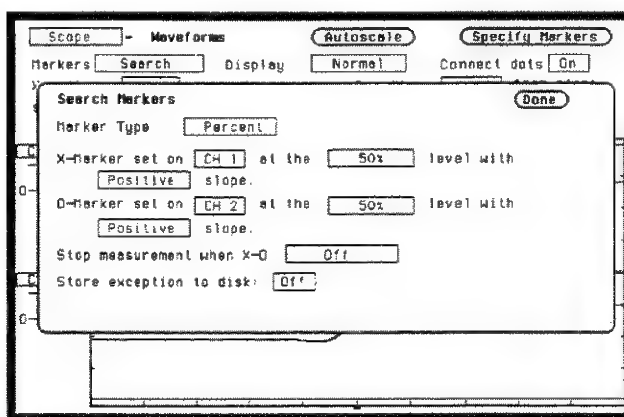 Scope - Waveforms Autoscale Specify Markers
Markers Search Display Normal Connect dots On
Search Markers Done
Marker Type Percent
X-Marker set on CH 1 at the 50% level with
Positive slope.
O-Marker set on CH 2 at the 50% level with
Positive slope.
Stop measurement when X-O Off
Store exception to disk: Off